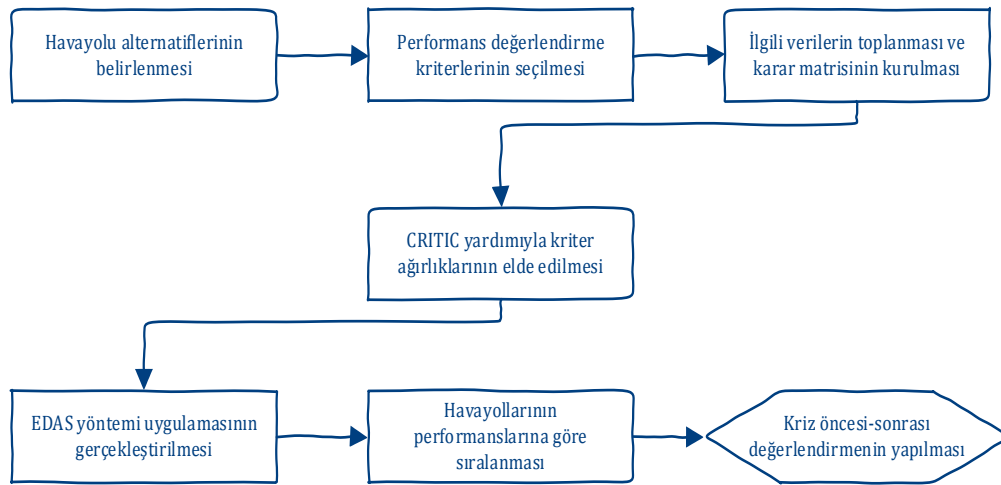 Havayolu alternatiflerinin
belirlenmesi
Performans değerlendirme
kriterlerinin seçilmesi
İlgili verilerin toplanması ve
karar matrisinin kurulması
CRITIC yardımıyla kriter
ağırlıklarının elde edilmesi
EDAS yöntemi uygulamasının
gerçekleştirilmesi
Havayollarının
performanslarına göre
sıralanması
Kriz öncesi-sonrası
değerlendirmenin yapılması